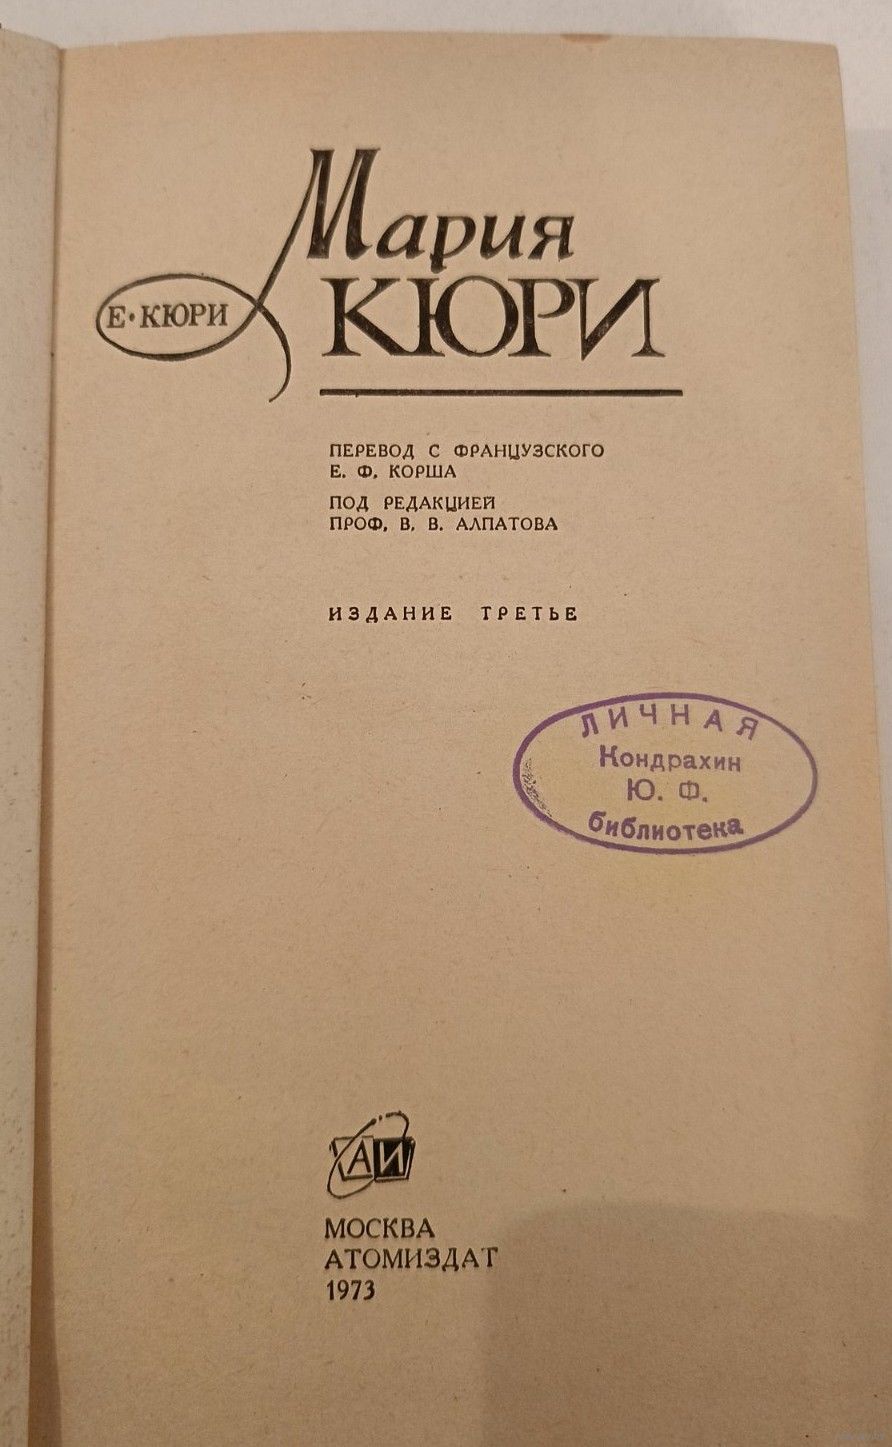 Мария
Е·КЮРИ
КЮРИ
ПЕРЕВОД С ФРАНЦУЗСКОГО
Е. Ф. КОРША
ПОД РЕДАКЦИЕЙ
ПРОФ. В. В. АЛПАТОВА
ИЗДАНИЕ ТРЕТЬЕ
ЛИЧНАЯ
Кондрахин
Ю. Ф.
библиотека
АИ
МОСКВА
АТОМИЗДАТ
1973